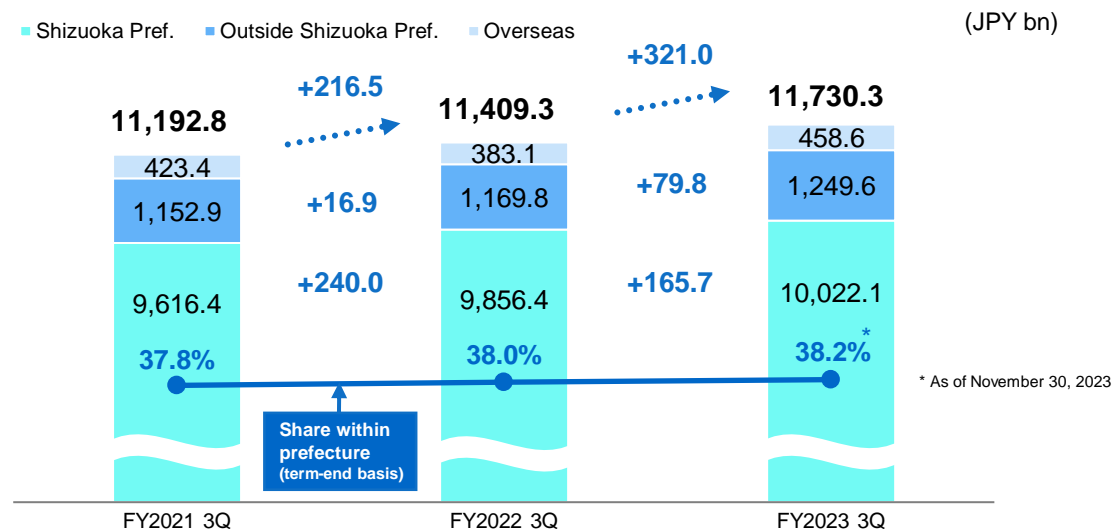 (JPY bn)
Shizuoka Pref. Outside Shizuoka Pref. Overseas
+216.5
+321.0
11,192.8
11,409.3
11,730.3
423.4
383.1
458.6
1,152.9
+16.9
1,169.8
+79.8
1,249.6
9,616.4
+240.0
9,856.4
+165.7
10,022.1
37.8%
38.0%
38.2%*
* As of November 30, 2023
Share within
prefecture
(term-end basis)
FY2021 3Q
FY2022 3Q
FY2023 3Q